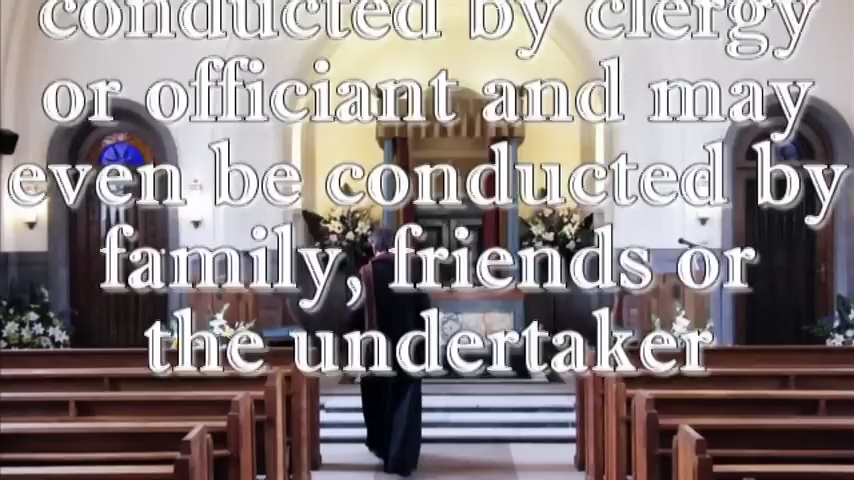 conducted by clergy
or officiant and may
even be conducted by
family, friends or
the undertaker